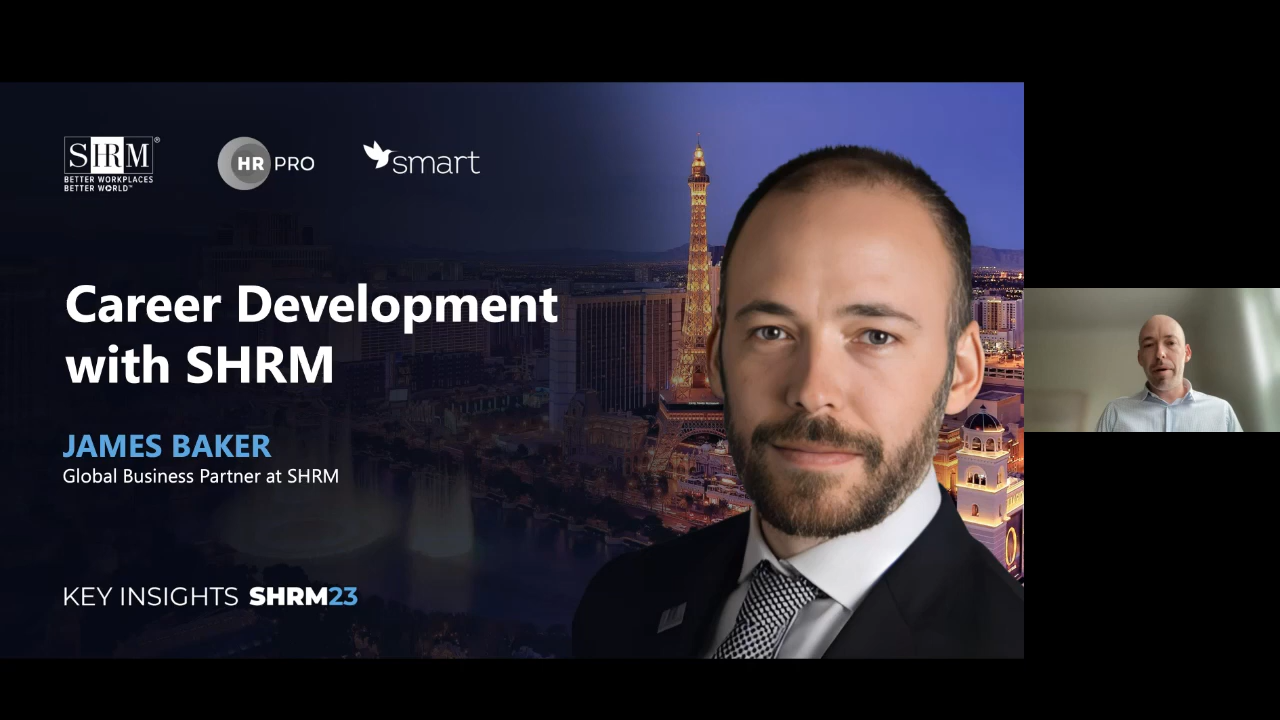 SHRM®
BETTER WORKPLACES
BETTER WORLD™
HR PRO
smart
Career Development
with SHRM
JAMES BAKER
Global Business Partner at SHRM
KEY INSIGHTS SHRM23